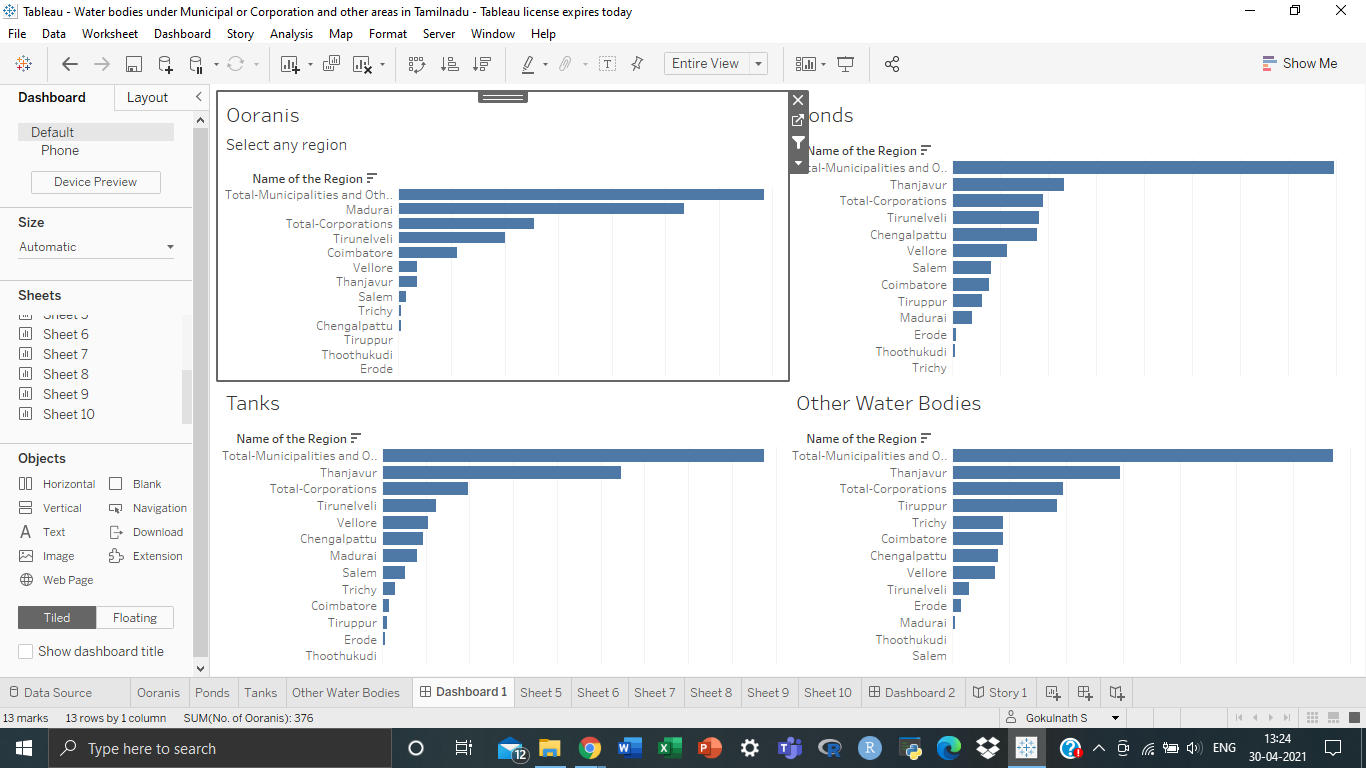 Tableau - Water bodies under Municipal or Corporation and other areas in Tamilnadu - Tableau license expires today
File Data Worksheet Dashboard Story Analysis Map Format Server Window Help
Entire View
Show Me
Dashboard Layout
Default
Phone
Device Preview
Size
Automatic
Sheets
Sheet 5
Sheet 6
Sheet 7
Sheet 8
Sheet 9
Sheet 10
Objects
Horizontal Blank
Vertical Navigation
Text Download
Image Extension
Web Page
Tiled Floating
Show dashboard title
Ooranis
Select any region
Name of the Region
Total-Municipalities and Oth..
Madurai
Total-Corporations
Tirunelveli
Coimbatore
Vellore
Thanjavur
Salem
Trichy
Chengalpattu
Tiruppur
Thoothukudi
Erode
onds
Name of the Region
tal-Municipalities and O..
Thanjavur
Total-Corporations
Tirunelveli
Chengalpattu
Vellore
Salem
Coimbatore
Tiruppur
Madurai
Erode
Thoothukudi
Trichy
Tanks
Name of the Region
Total-Municipalities and O..
Thanjavur
Total-Corporations
Tirunelveli
Vellore
Chengalpattu
Madurai
Salem
Trichy
Coimbatore
Tiruppur
Erode
Thoothukudi
Other Water Bodies
Name of the Region
Total-Municipalities and O..
Thanjavur
Total-Corporations
Tiruppur
Trichy
Coimbatore
Chengalpattu
Vellore
Tirunelveli
Erode
Madurai
Thoothukudi
Salem
Data Source Ooranis Ponds Tanks Other Water Bodies Dashboard 1 Sheet 5 Sheet 6 Sheet 7 Sheet 8 Sheet 9 Sheet 10 Dashboard 2 Story 1
13 marks 13 rows by 1 column SUM(No. of Ooranis): 376 Gokulnath S
Type here to search
12
ENG
13:24
30-04-2021